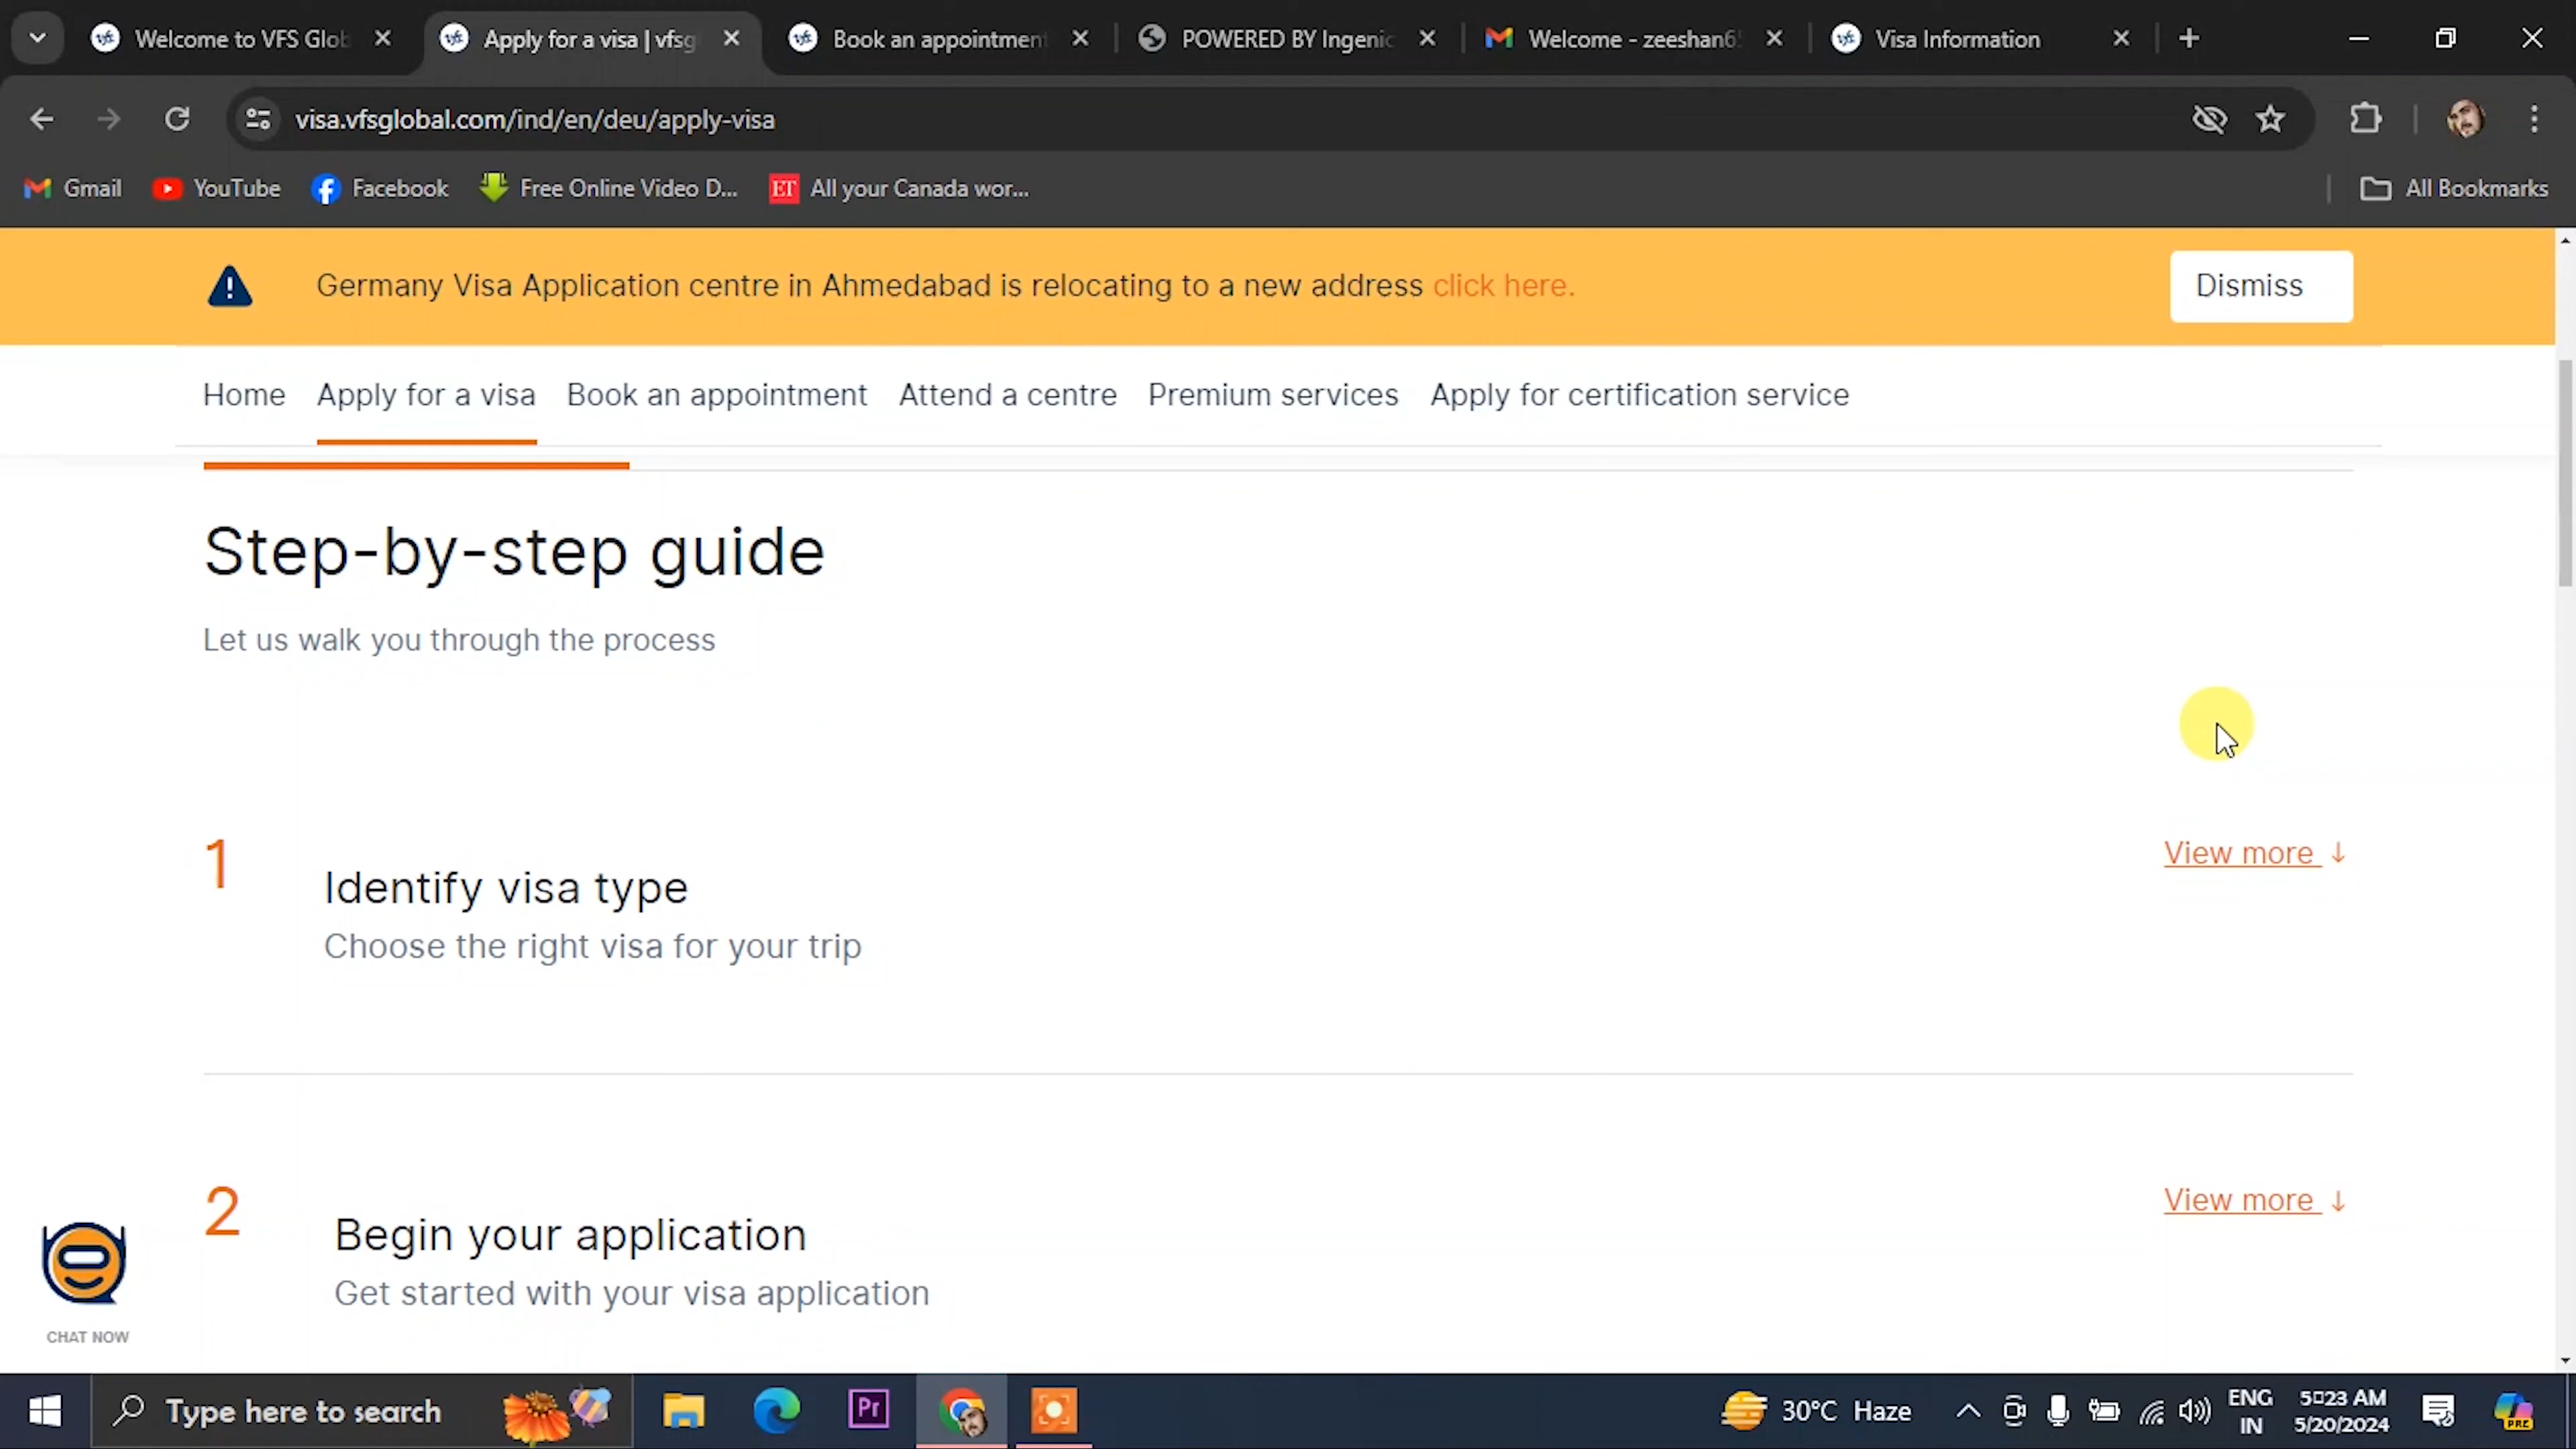 Welcome to VFS Glob
Apply for a visa | vfsg
Book an appointment
POWERED BY Ingenic
Welcome - zeeshan65
Visa Information
visa.vfsglobal.com/ind/en/deu/apply-visa
Gmail
YouTube
Facebook
Free Online Video D...
ET All your Canada wor...
All Bookmarks
Germany Visa Application centre in Ahmedabad is relocating to a new address click here.
Dismiss
Home Apply for a visa Book an appointment Attend a centre Premium services Apply for certification service
Step-by-step guide
Let us walk you through the process
1
Identify visa type
Choose the right visa for your trip
View more ↓
2
Begin your application
Get started with your visa application
View more ↓
CHAT NOW
Type here to search
Pr
30°C Haze
ENG
IN
5:23 AM
5/20/2024
PRE